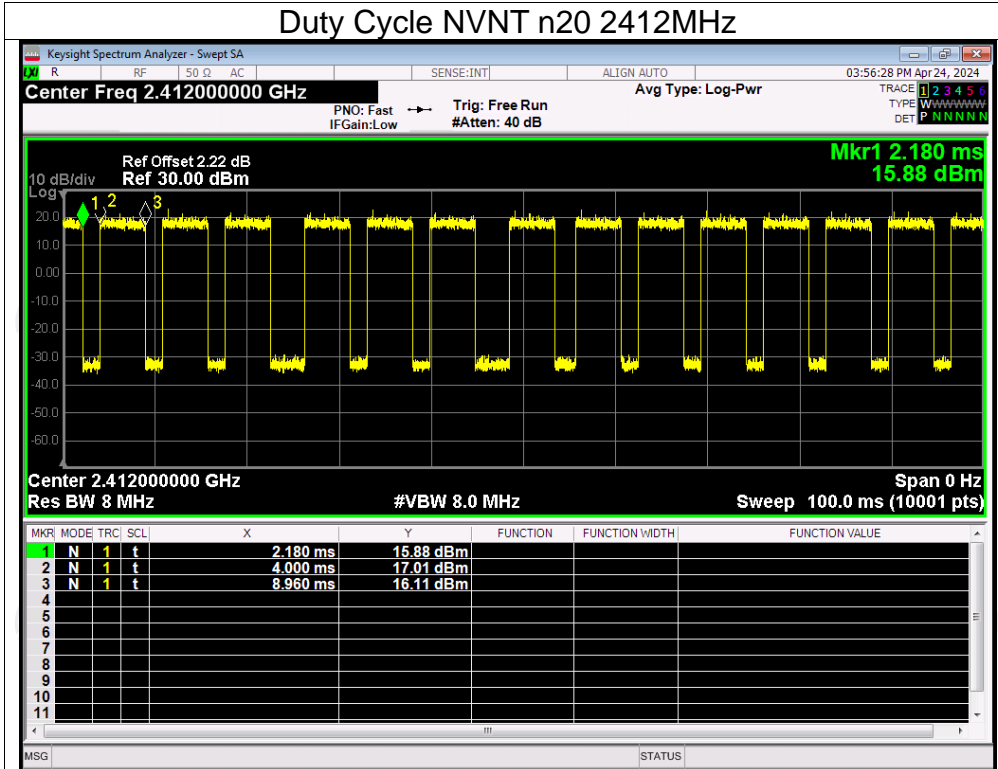 Duty Cycle NVNT n20 2412MHz
Keysight Spectrum Analyzer - Swept SA
LXI R RF 50 Ω AC SENSE:INT ALIGN AUTO 03:56:28 PM Apr 24, 2024
Center Freq 2.412000000 GHz Avg Type: Log-Pwr TRACE 1 2 3 4 5 6
PNO: Fast Trig: Free Run TYPE WWWWWW
IFGain:Low #Atten: 40 dB DET P N N N N N
Mkr1 2.180 ms
Ref Offset 2.22 dB
10 dB/div Ref 30.00 dBm 15.88 dBm
Log
1 2 3
20.0
10.0
0.00
-10.0
-20.0
-30.0
-40.0
-50.0
-60.0
Center 2.412000000 GHz Span 0 Hz
Res BW 8 MHz #VBW 8.0 MHz Sweep 100.0 ms (10001 pts)
MKR MODE TRC SCL X Y FUNCTION FUNCTION WIDTH FUNCTION VALUE
1 N 1 t 2.180 ms 15.88 dBm
2 N 1 t 4.000 ms 17.01 dBm
3 N 1 t 8.960 ms 16.11 dBm
4
5
6
7
8
9
10
11
MSG STATUS